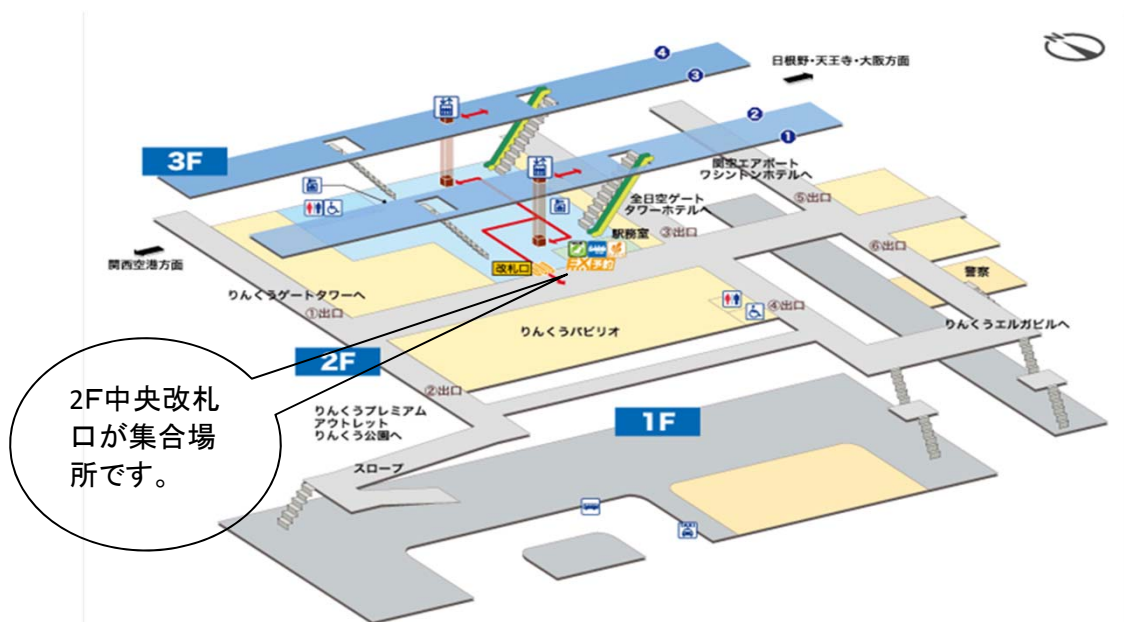 N
4
3
日根野・天王寺・大阪方面
2
1
3F
関空エアポート
ワシントンホテルへ
全日空ゲート
タワーホテルへ
⑤出口
駅務室
③出口
⑥出口
関西空港方面
改札口
予約
警察
りんくうゲートタワーへ
①出口
④出口
りんくうパピリオ
りんくうエルガビルへ
2F
②出口
2F中央改札
口が集合場
所です。
りんくうプレミアム
アウトレット
りんくう公園へ
1F
スロープ
TAXI